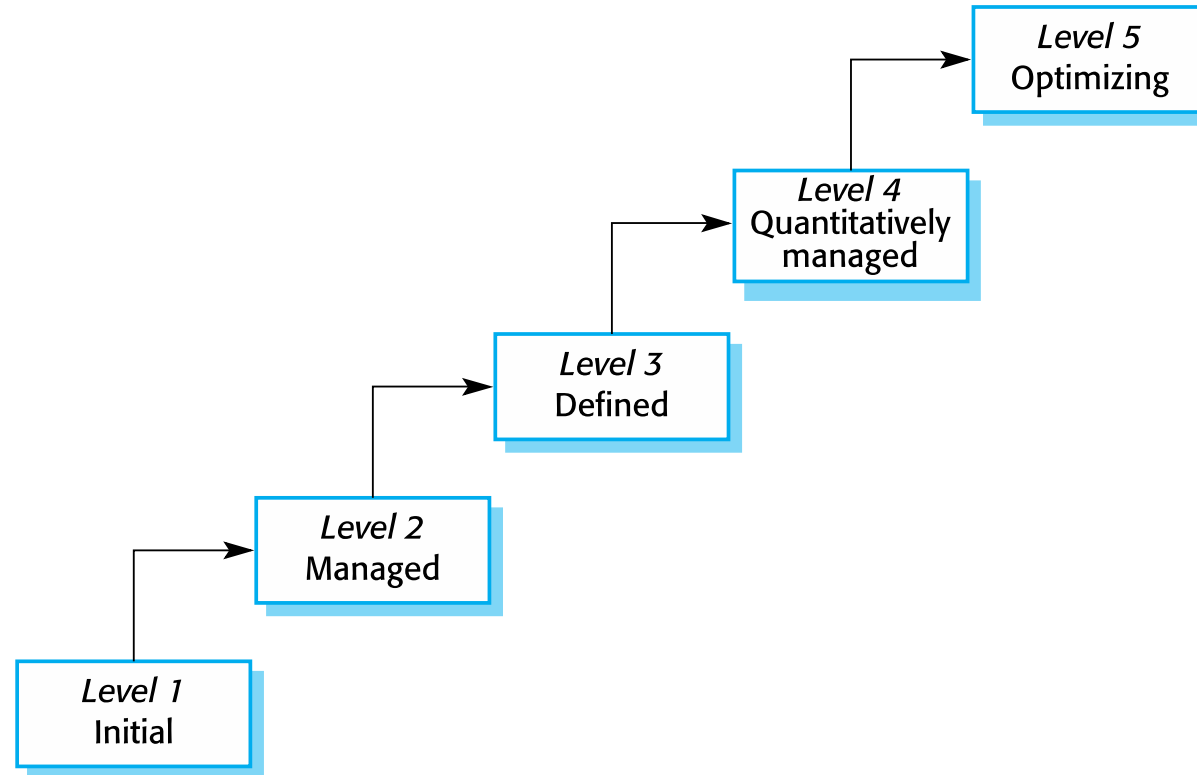 Level 5
Optimizing
Level 4
Quantitatively
managed
Level 3
Defined
Level 2
Managed
Level 1
Initial